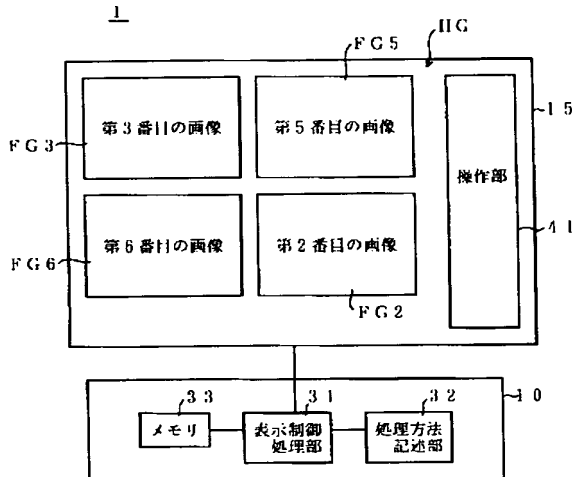 1
FG5
HG
第3番目の画像
第5番目の画像
操作部
15
FG3
41
第6番目の画像
第2番目の画像
FG6
FG2
33
31
32
10
メモリ
表示制御
処理部
処理方法
記述部